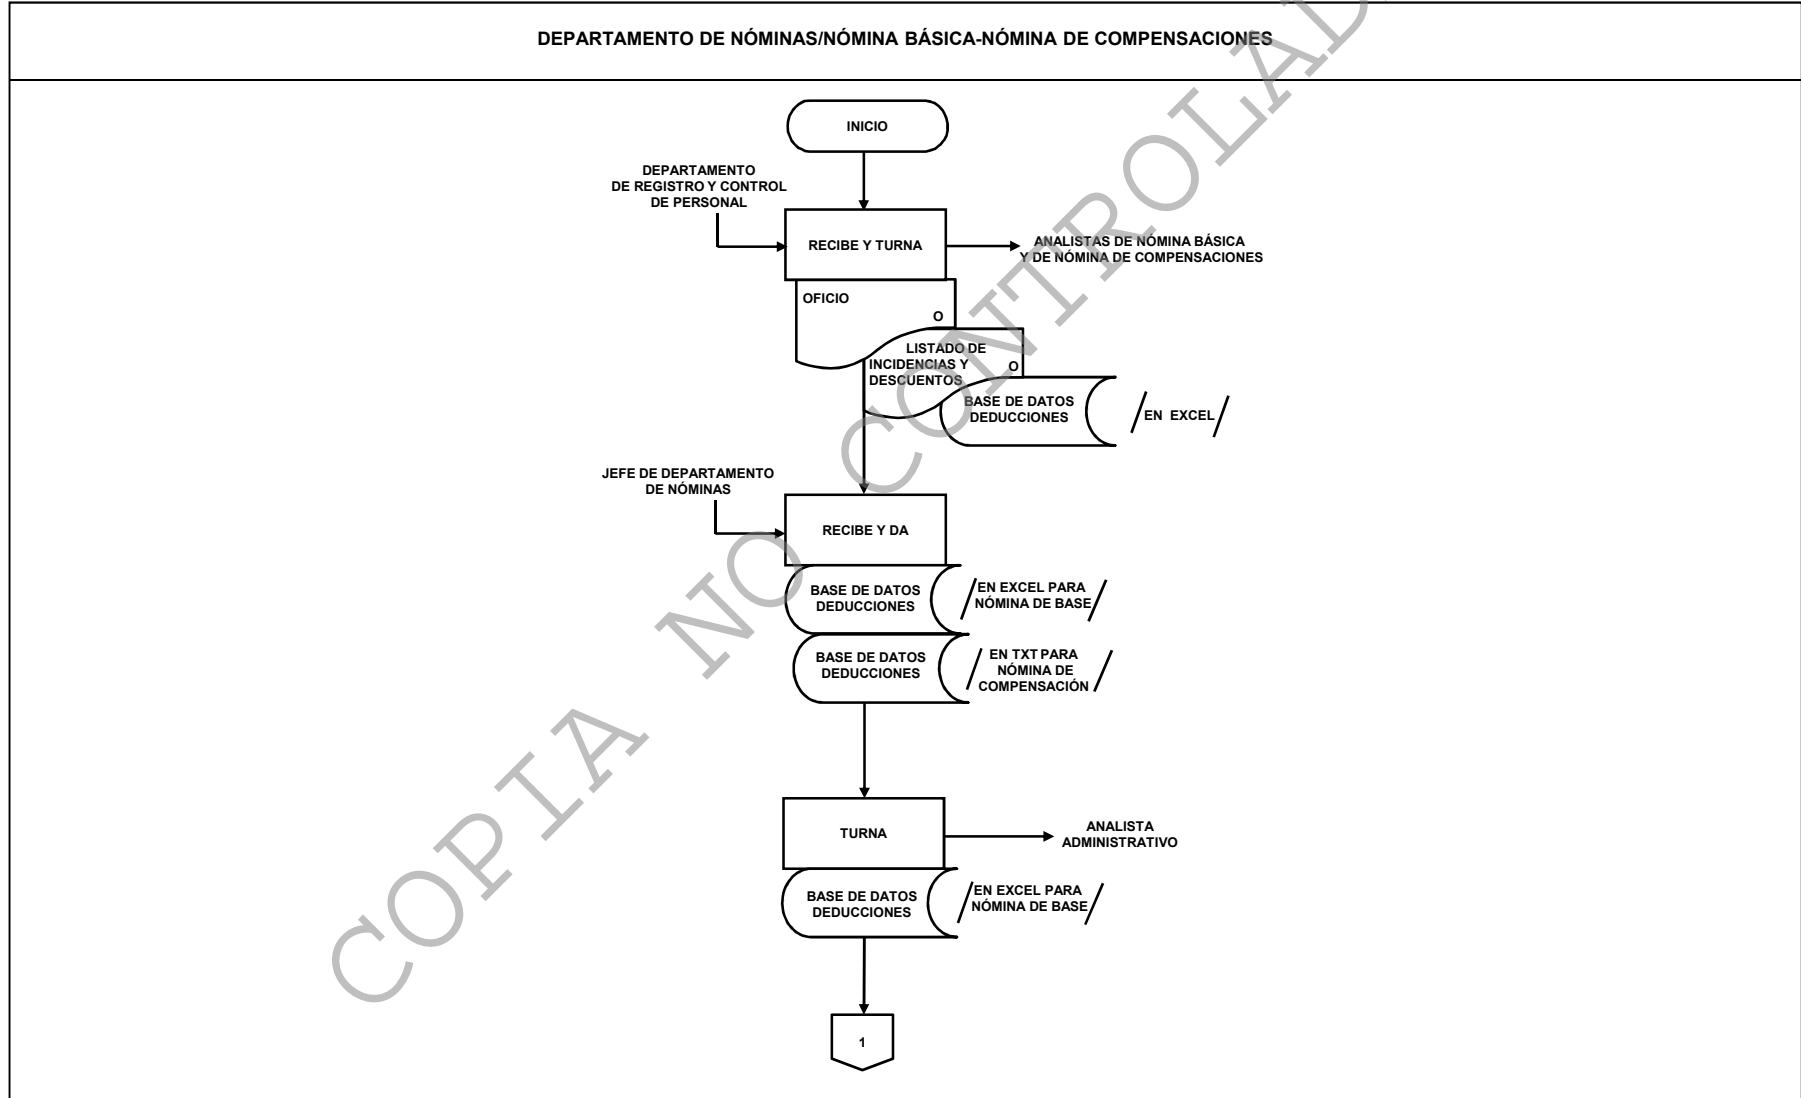 DEPARTAMENTO DE NÓMINAS/NÓMINA BÁSICA-NÓMINA DE COMPENSACIONES
INICIO
DEPARTAMENTO
DE REGISTRO Y CONTROL
DE PERSONAL
RECIBE Y TURNA
ANALISTAS DE NÓMINA BÁSICA
Y DE NÓMINA DE COMPENSACIONES
OFICIO
O
LISTADO DE
INCIDENCIAS Y
DESCUENTOS
O
BASE DE DATOS
DEDUCCIONES
EN EXCEL
JEFE DE DEPARTAMENTO
DE NÓMINAS
RECIBE Y DA
BASE DE DATOS
DEDUCCIONES
EN EXCEL PARA
NÓMINA DE BASE
BASE DE DATOS
DEDUCCIONES
EN TXT PARA
NÓMINA DE
COMPENSACIÓN
TURNA
ANALISTA
ADMINISTRATIVO
BASE DE DATOS
DEDUCCIONES
EN EXCEL PARA
NÓMINA DE BASE
1
COPIA NO CONTROLAD